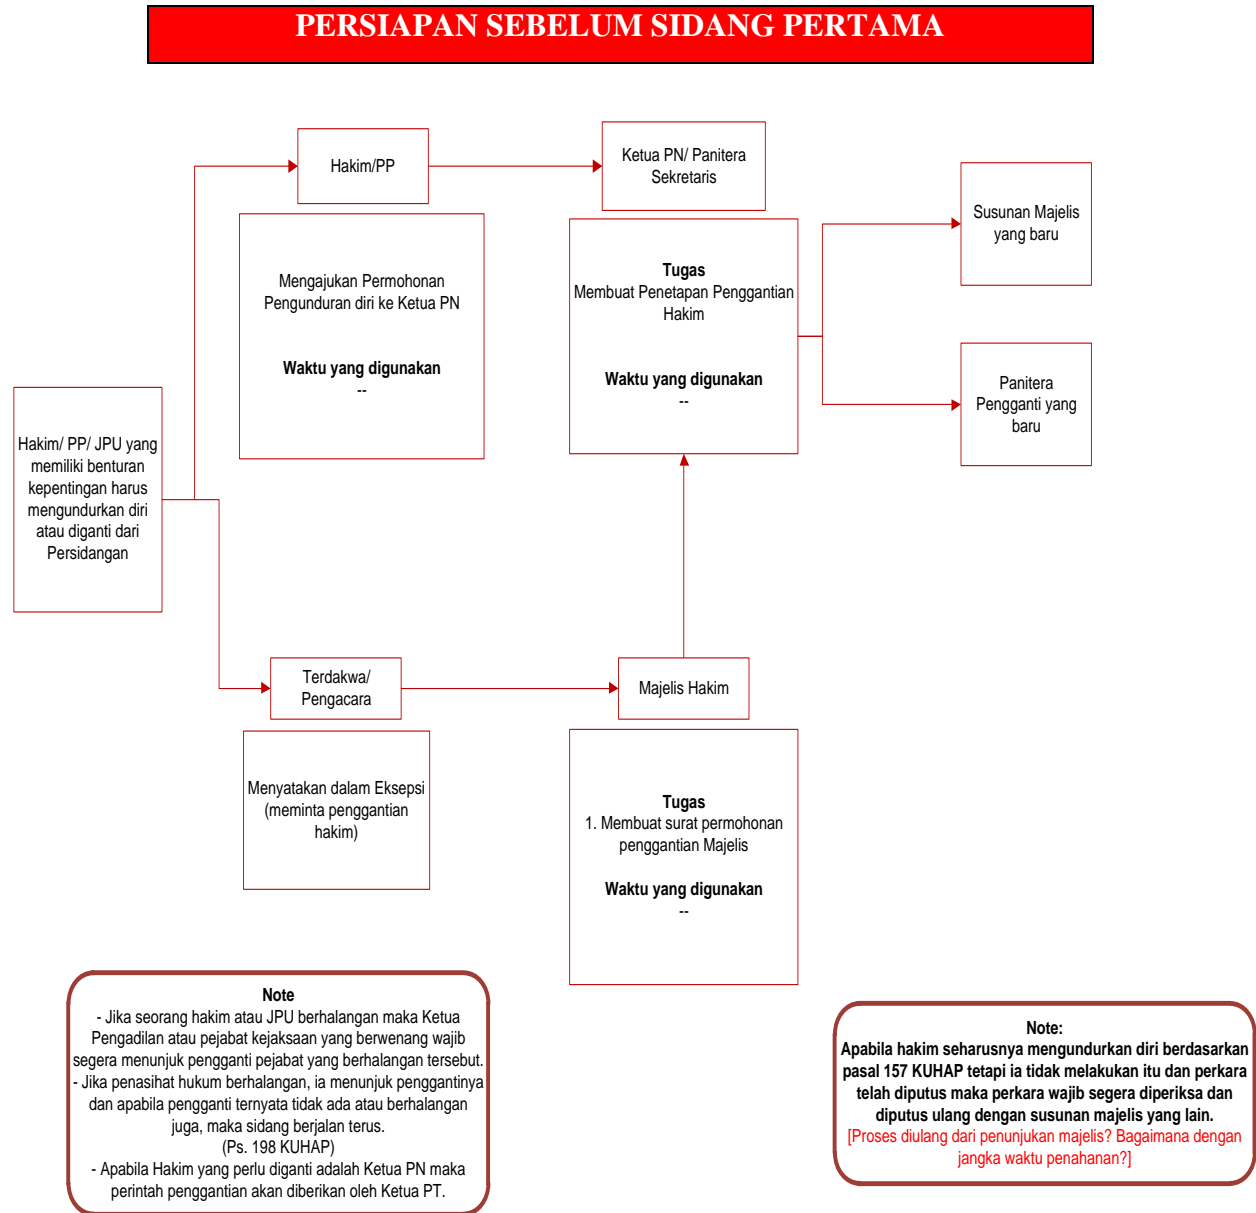 PERSIAPAN SEBELUM SIDANG PERTAMA
Hakim/PP
Ketua PN/ Panitera
Sekretaris
Susunan Majelis
yang baru
Mengajukan Permohonan
Pengunduran diri ke Ketua PN
Waktu yang digunakan
--
Tugas
Membuat Penetapan Penggantian
Hakim
Waktu yang digunakan
--
Panitera
Pengganti yang
baru
Hakim/ PP/ JPU yang
memiliki benturan
kepentingan harus
mengundurkan diri
atau diganti dari
Persidangan
Terdakwa/
Pengacara
Majelis Hakim
Menyatakan dalam Eksepsi
(meminta penggantian
hakim)
Tugas
1. Membuat surat permohonan
penggantian Majelis
Waktu yang digunakan
--
Note
- Jika seorang hakim atau JPU berhalangan maka Ketua
Pengadilan atau pejabat kejaksaan yang berwenang wajib
segera menunjuk pengganti pejabat yang berhalangan tersebut.
- Jika penasihat hukum berhalangan, ia menunjuk penggantinya
dan apabila pengganti ternyata tidak ada atau berhalangan
juga, maka sidang berjalan terus.
(Ps. 198 KUHAP)
- Apabila Hakim yang perlu diganti adalah Ketua PN maka
perintah penggantian akan diberikan oleh Ketua PT.
Note:
Apabila hakim seharusnya mengundurkan diri berdasarkan
pasal 157 KUHAP tetapi ia tidak melakukan itu dan perkara
telah diputus maka perkara wajib segera diperiksa dan
diputus ulang dengan susunan majelis yang lain.
[Proses diulang dari penunjukan majelis? Bagaimana dengan
jangka waktu penahanan?]